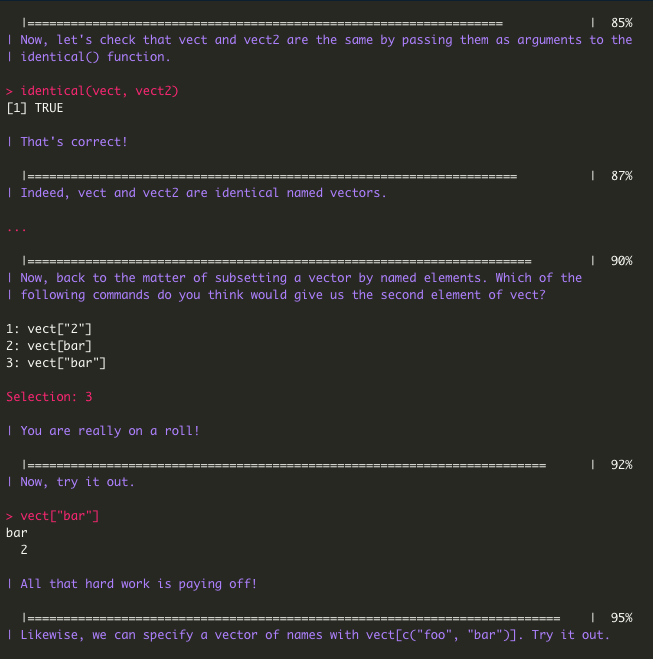 |==================================================================            |  85%
| Now, let's check that vect and vect2 are the same by passing them as arguments to the
| identical() function.
> identical(vect, vect2)
[1] TRUE
| That's correct!
|====================================================================          |  87%
| Indeed, vect and vect2 are identical named vectors.
...
|======================================================================        |  90%
| Now, back to the matter of subsetting a vector by named elements. Which of the
| following commands do you think would give us the second element of vect?
1: vect["2"]
2: vect[bar]
3: vect["bar"]
Selection: 3
| You are really on a roll!
|========================================================================      |  92%
| Now, try it out.
> vect["bar"]
bar
  2
| All that hard work is paying off!
|==========================================================================    |  95%
| Likewise, we can specify a vector of names with vect[c("foo", "bar")]. Try it out.